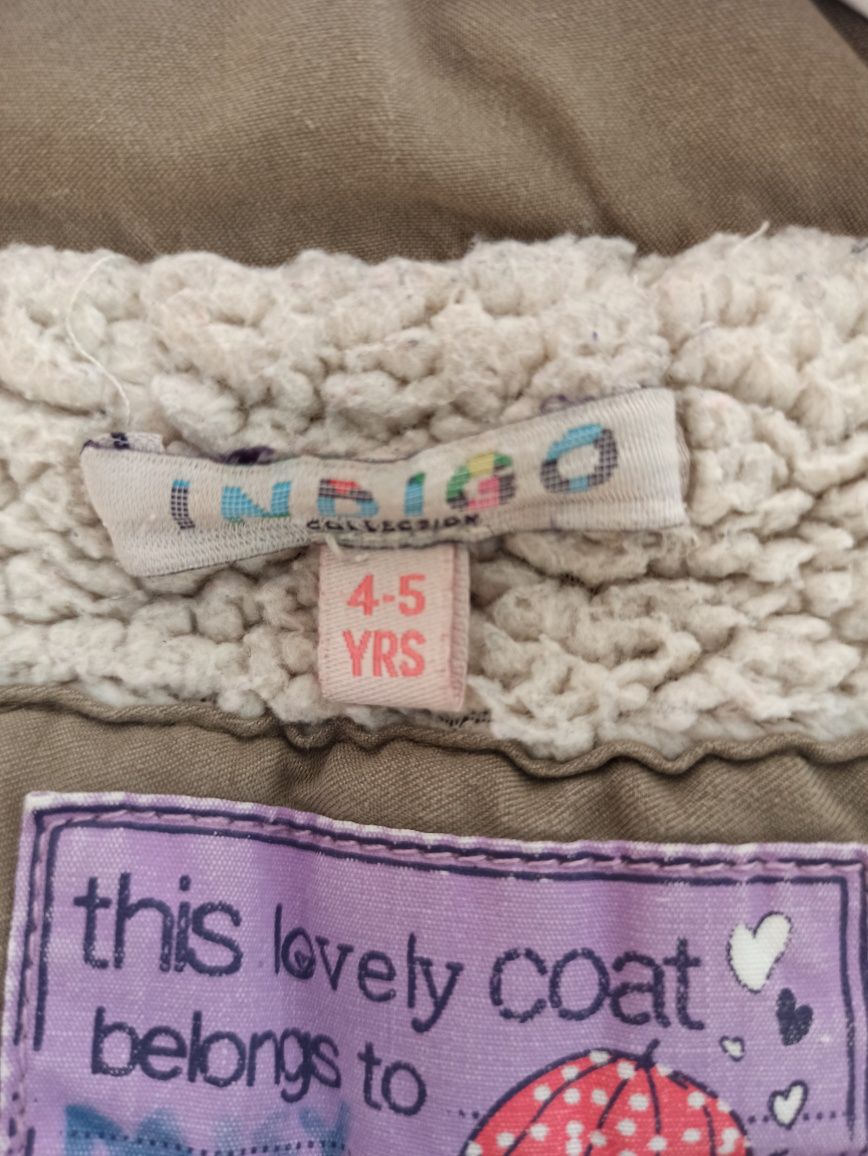 INDIGO
COLLECTION
4-5
YRS
this lovely coat
belongs to